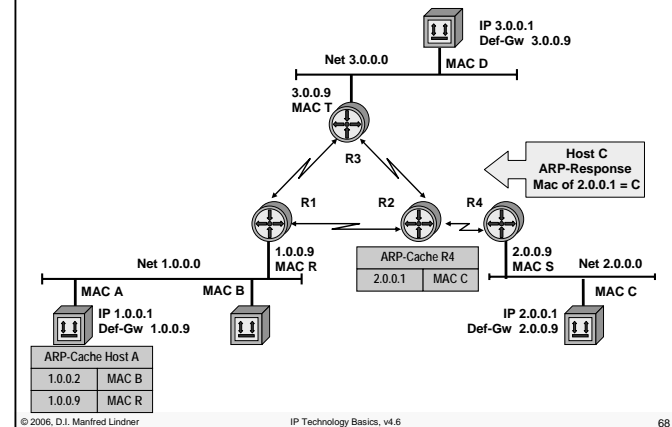 IP 3.0.0.1
Def-Gw 3.0.0.9
Net 3.0.0.0
MAC D
3.0.0.9
MAC T
R3
Host C
ARP-Response
Mac of 2.0.0.1 = C
R1
R2
R4
1.0.0.9
MAC R
ARP-Cache R4
2.0.0.1 MAC C
2.0.0.9
MAC S
Net 1.0.0.0
Net 2.0.0.0
MAC A
MAC B
MAC C
IP 1.0.0.1
Def-Gw 1.0.0.9
IP 2.0.0.1
Def-Gw 2.0.0.9
ARP-Cache Host A
1.0.0.2 MAC B
1.0.0.9 MAC R
© 2006, D.I. Manfred Lindner
IP Technology Basics, v4.6
68